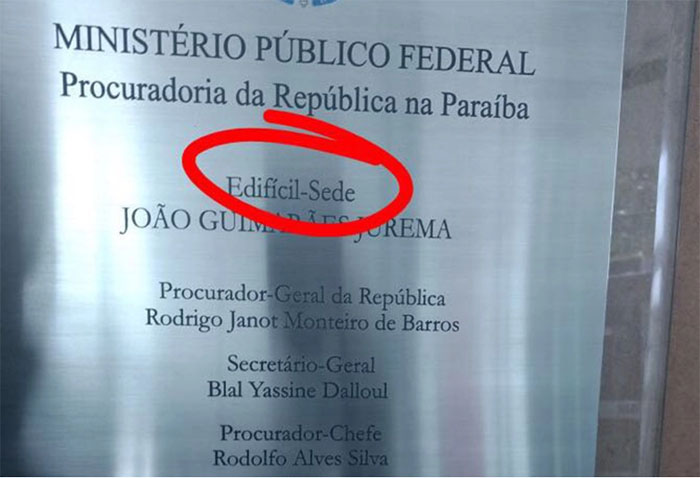 MINISTÉRIO PÚBLICO FEDERAL
Procuradoria da República na Paraíba
Edifícil-Sede
JOÃO GUIMARÃES JUREMA
Procurador-Geral da República
Rodrigo Janot Monteiro de Barros
Secretário-Geral
Blal Yassine Dalloul
Procurador-Chefe
Rodolfo Alves Silva